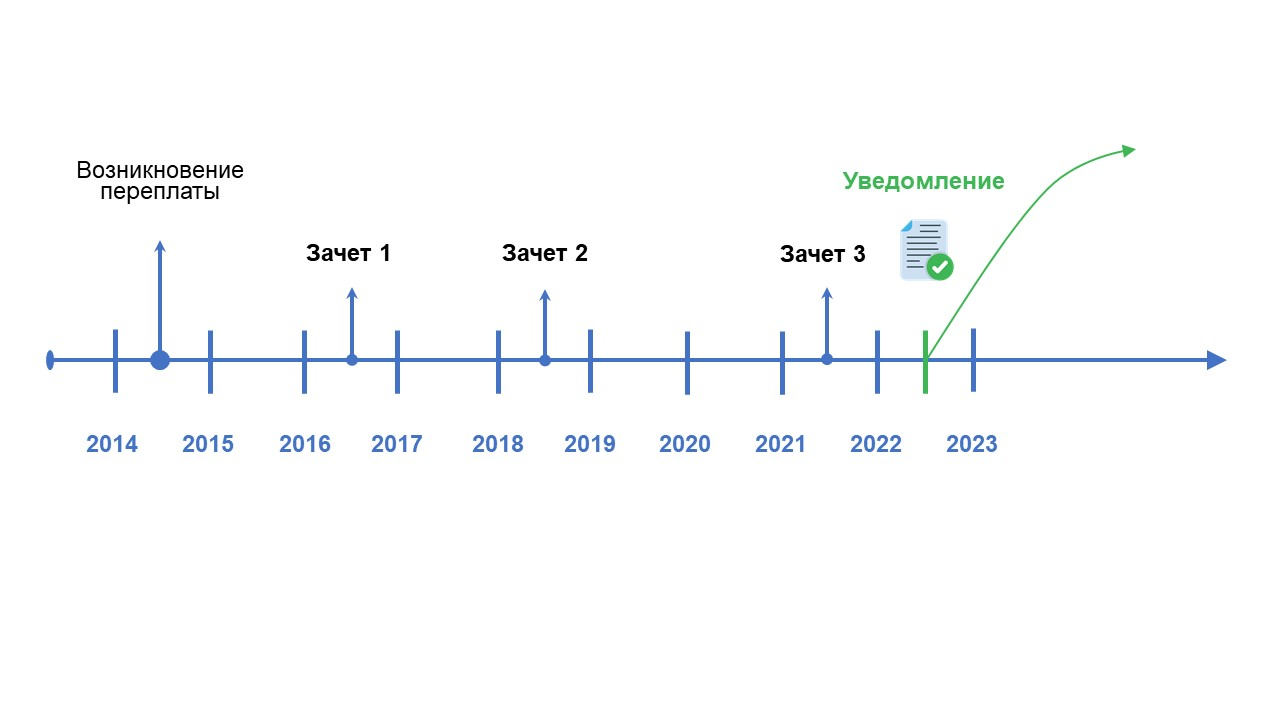 Возникновение
переплаты
Уведомление
Зачет 1
Зачет 2
Зачет 3
2014
2015
2016
2017
2018
2019
2020
2021
2022
2023